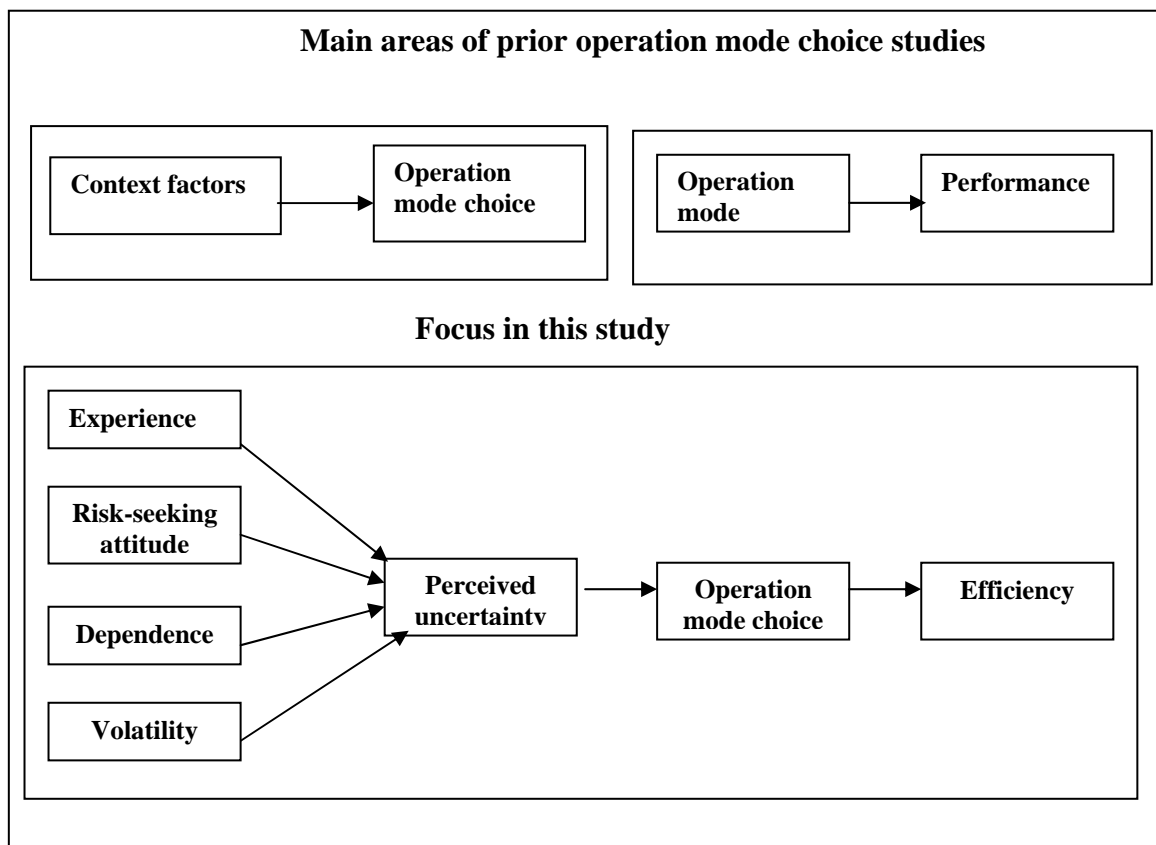 Main areas of prior operation mode choice studies
Context factors
Operation
mode choice
Operation
mode
Performance
Focus in this study
Experience
Risk-seeking
attitude
Dependence
Volatility
Perceived
uncertainty
Operation
mode choice
Efficiency